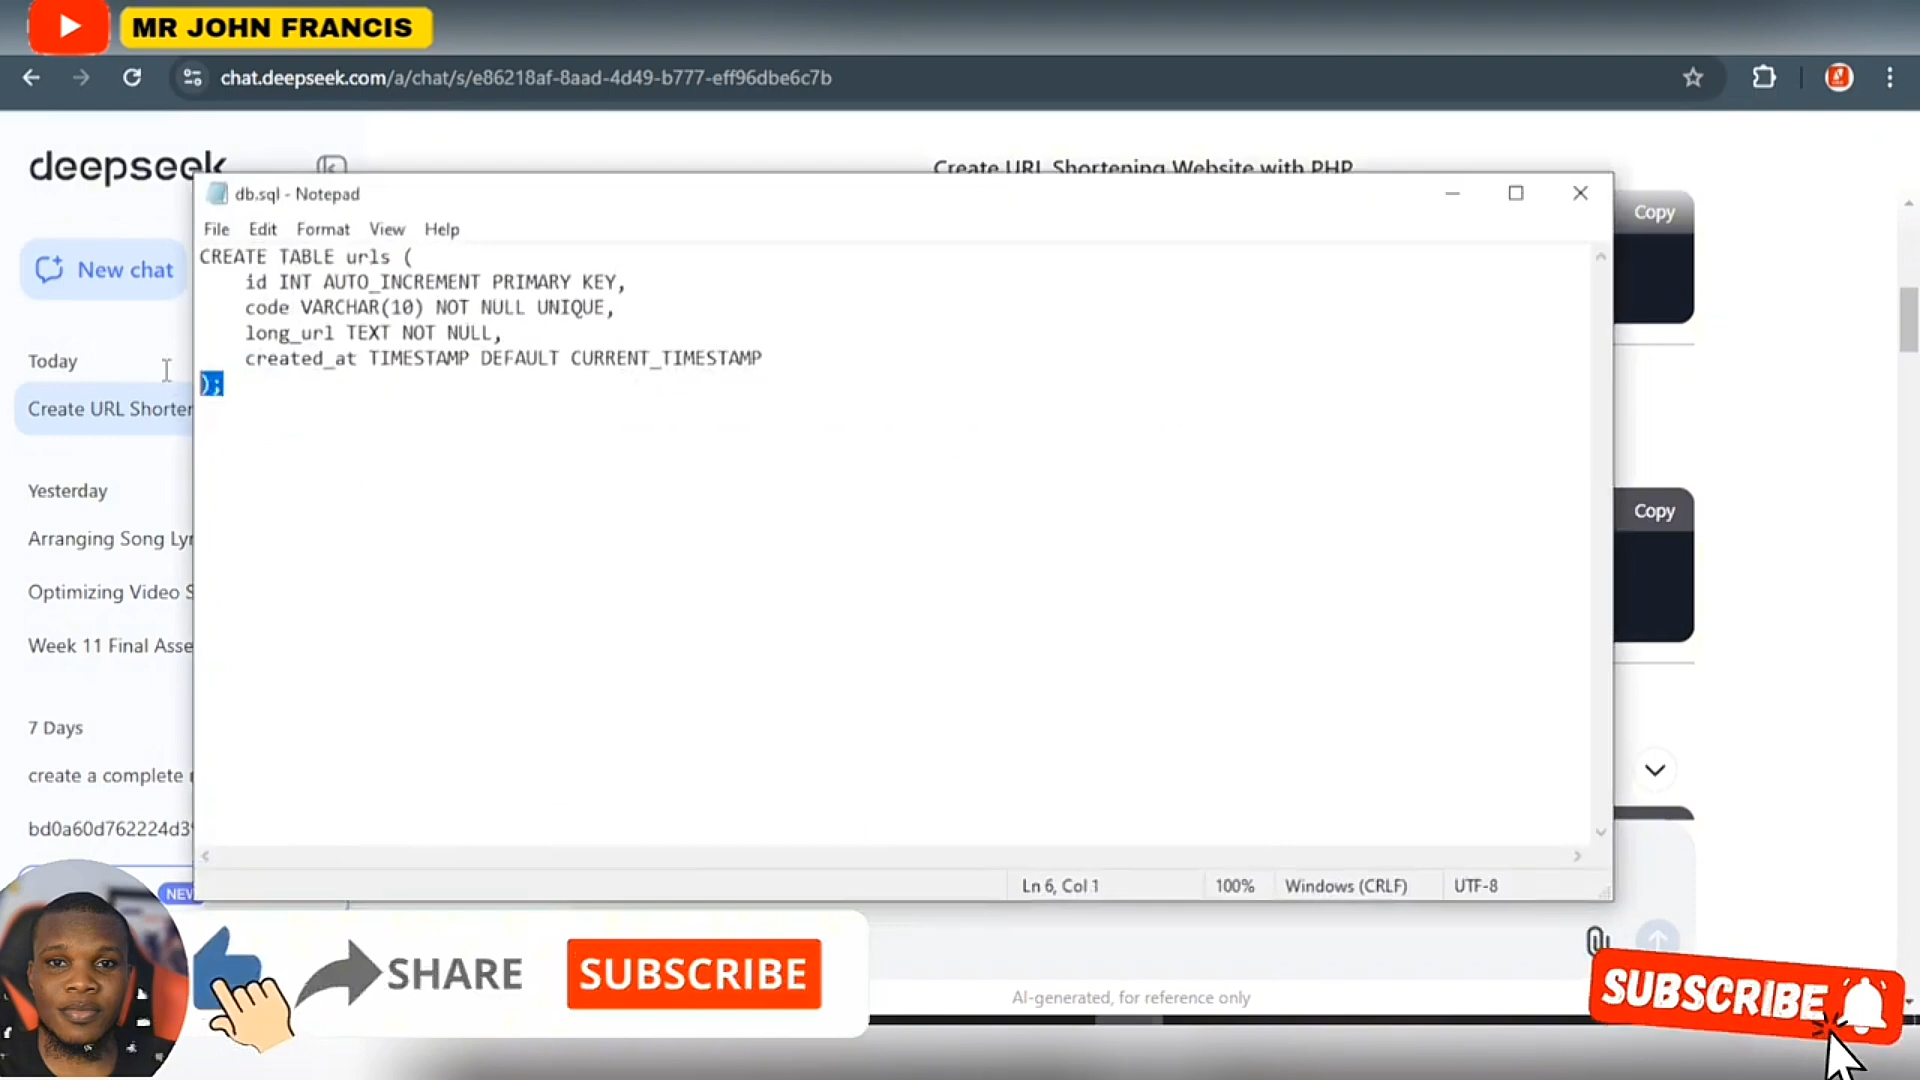 MR JOHN FRANCIS
chat.deepseek.com/a/chat/s/e86218af-8aad-4d49-b777-eff96dbe6c7b
deepseek
Create URL Shortening Website with PHP
db.sql - Notepad
Copy
File Edit Format View Help
CREATE TABLE urls (
id INT AUTO_INCREMENT PRIMARY KEY,
code VARCHAR(10) NOT NULL UNIQUE,
long_url TEXT NOT NULL,
created_at TIMESTAMP DEFAULT CURRENT_TIMESTAMP
);
New chat
Today
Create URL Shorter
Yesterday
Arranging Song Lyr
Copy
Optimizing Video S
Week 11 Final Asse
7 Days
create a complete
bd0a60d762224d3
NEW
Ln 6, Col 1
100%
Windows (CRLF)
UTF-8
SHARE
SUBSCRIBE
AI-generated, for reference only
SUBSCRIBE